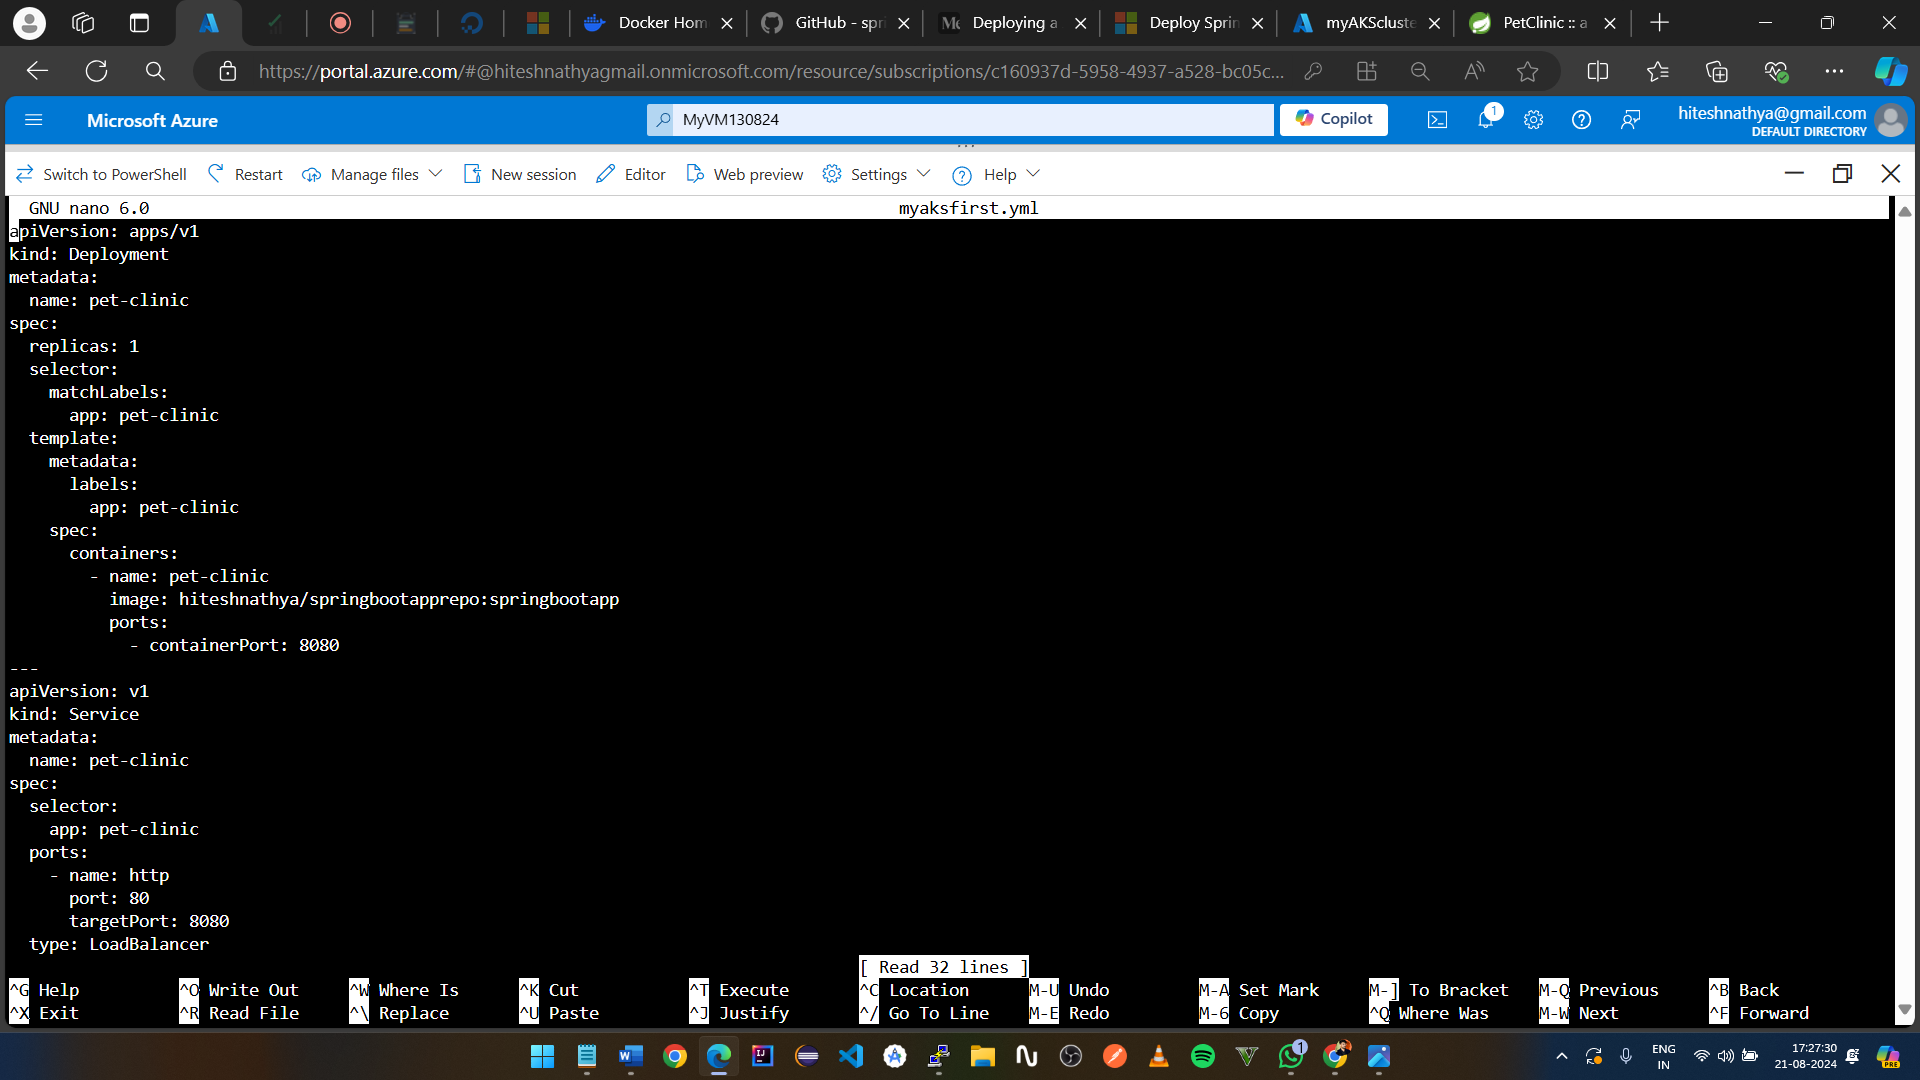 Docker Hom
GitHub - spri
Deploying a
Deploy Sprin
myAKScluste
PetClinic :: a
https://portal.azure.com/#@hiteshnathyagmail.onmicrosoft.com/resource/subscriptions/c160937d-5958-4937-a528-bc05c...
Microsoft Azure
MyVM130824
Copilot
1
hiteshnathya@gmail.com
DEFAULT DIRECTORY
Switch to PowerShell
Restart
Manage files
New session
Editor
Web preview
Settings
Help
GNU nano 6.0 myaksfirst.yml
apiVersion: apps/v1
kind: Deployment
metadata:
  name: pet-clinic
spec:
  replicas: 1
  selector:
    matchLabels:
      app: pet-clinic
  template:
    metadata:
      labels:
        app: pet-clinic
    spec:
      containers:
        - name: pet-clinic
          image: hiteshnathya/springbootapprepo:springbootapp
          ports:
            - containerPort: 8080
---
apiVersion: v1
kind: Service
metadata:
  name: pet-clinic
spec:
  selector:
    app: pet-clinic
  ports:
    - name: http
      port: 80
      targetPort: 8080
  type: LoadBalancer
[ Read 32 lines ]
^G Help ^O Write Out ^W Where Is ^K Cut ^T Execute ^C Location M-U Undo M-A Set Mark M-] To Bracket M-Q Previous ^B Back
^X Exit ^R Read File ^\ Replace ^U Paste ^J Justify ^/ Go To Line M-E Redo M-6 Copy ^Q Where Was M-W Next ^F Forward
1
ENG
IN
17:27:30
21-08-2024
PRE